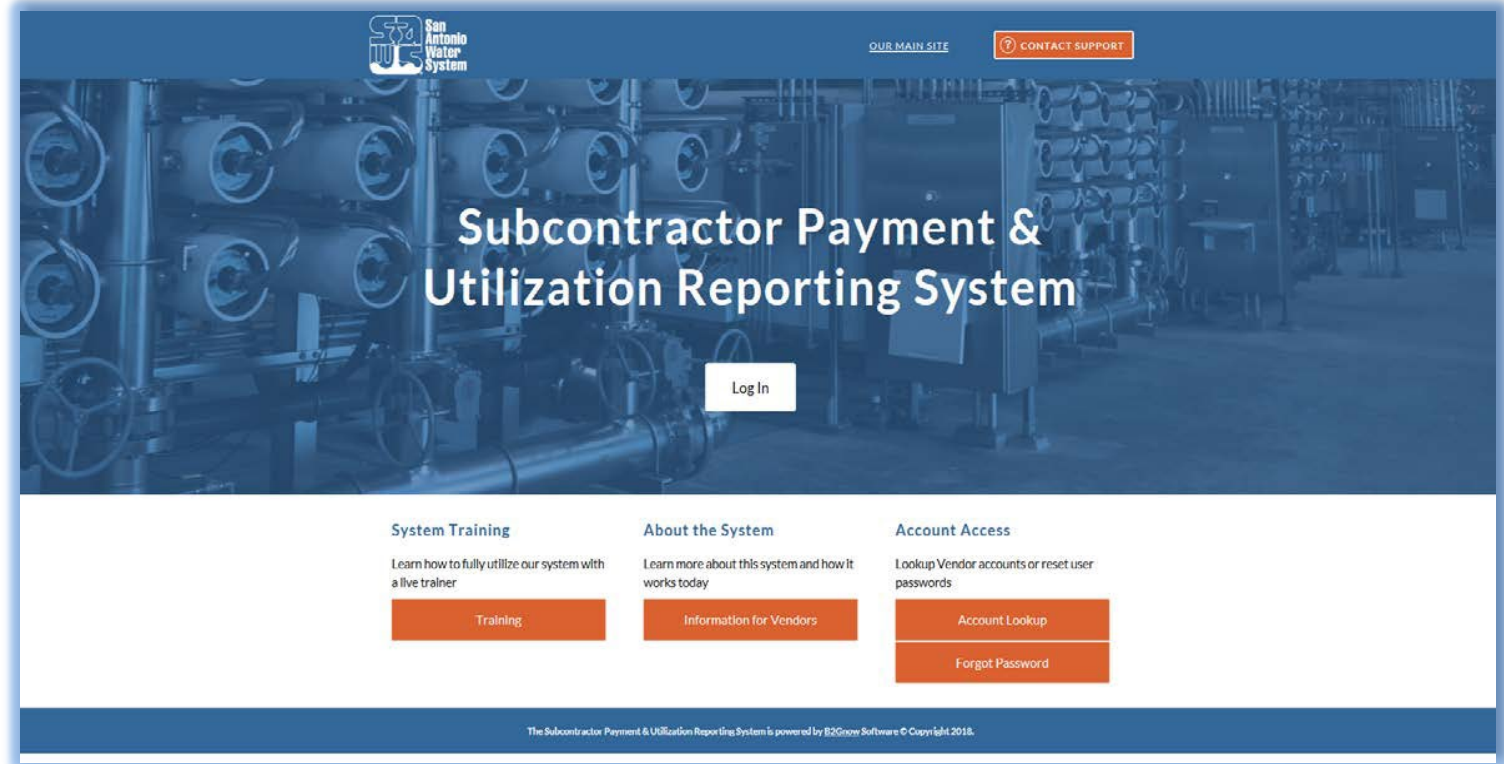 San
Antonio
Water
System
OUR MAIN SITE
? CONTACT SUPPORT
Subcontractor Payment &
Utilization Reporting System
Log In
System Training
Learn how to fully utilize our system with
a live trainer
Training
About the System
Learn more about this system and how it
works today
Information for Vendors
Account Access
Lookup Vendor accounts or reset user
passwords
Account Lookup
Forgot Password
The Subcontractor Payment & Utilization Reporting System is powered by B2Gnow Software © Copyright 2018.